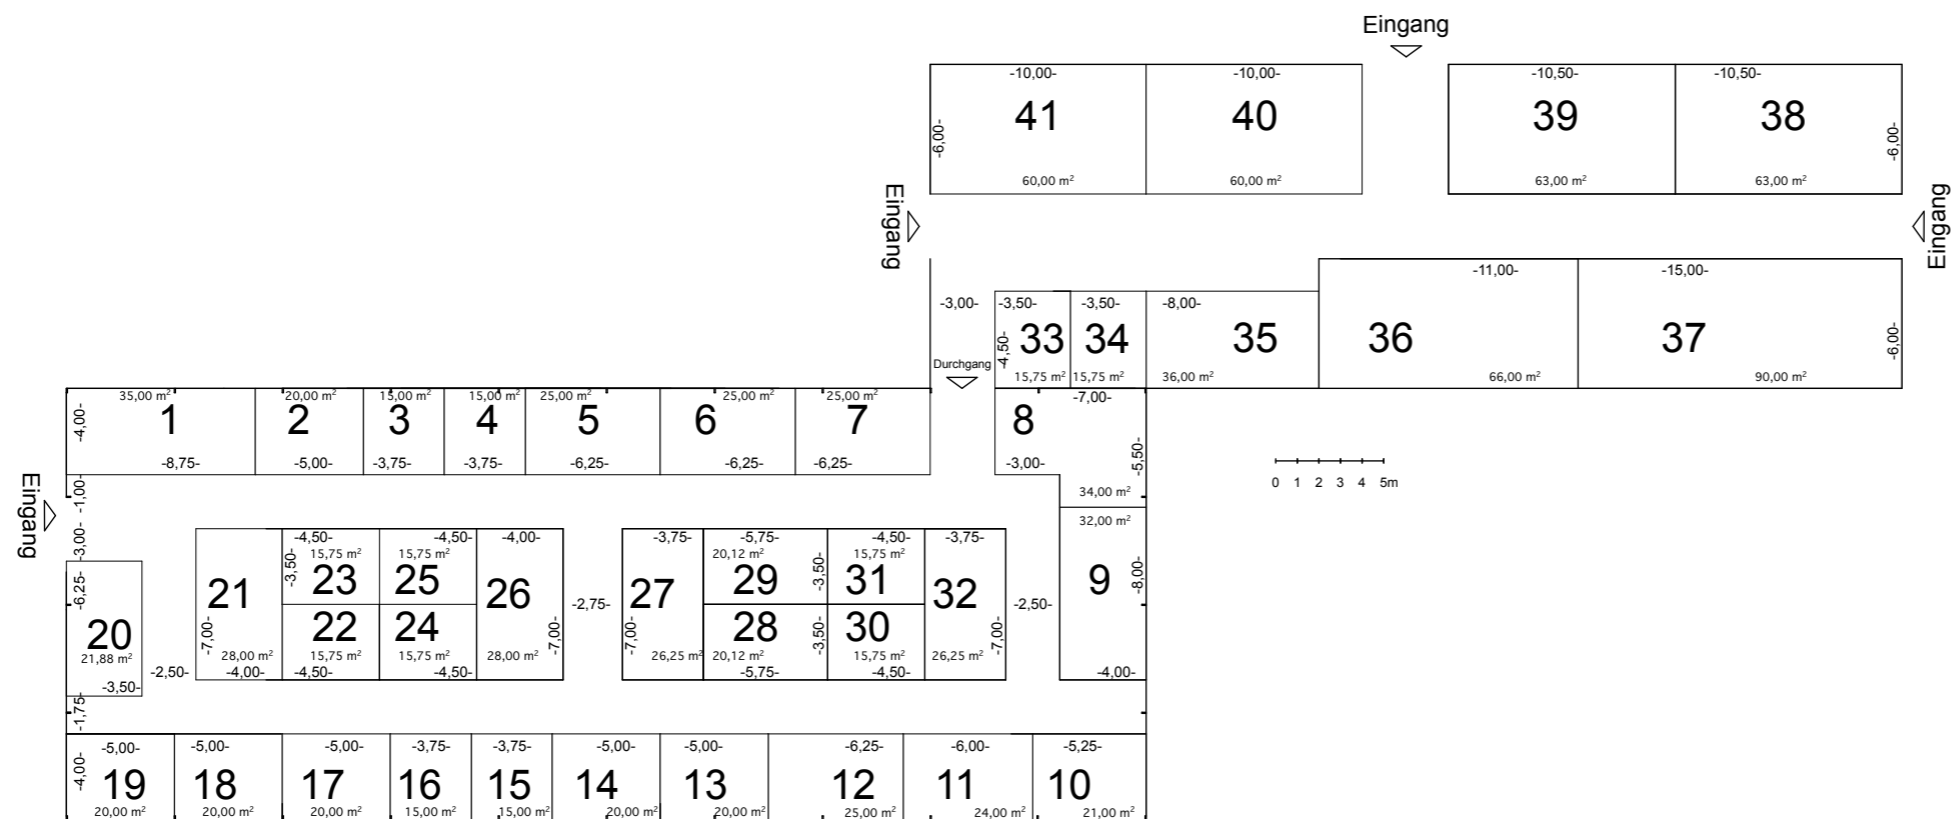 Eingang
-10,00- -10,00- -10,50- -10,50-
41 40 39 38
-6,00- -6,00-
60,00 m² 60,00 m² 63,00 m² 63,00 m²
Eingang
Eingang
-11,00- -15,00-
-3,00- -3,50- -3,50- -8,00-
33 34 35 36 37
-4,50- -6,00-
Durchgang
15,75 m² 15,75 m² 36,00 m² 66,00 m² 90,00 m²
35,00 m² 20,00 m² 15,00 m² 15,00 m² 25,00 m² 25,00 m² 25,00 m² -7,00-
-4,00- 1 2 3 4 5 6 7 8
-8,75- -5,00- -3,75- -3,75- -6,25- -6,25- -6,25- -3,00- -5,50-
0 1 2 3 4 5m
Eingang
-1,00- 34,00 m²
32,00 m²
-3,00- -4,50- -4,50- -4,00- -3,75- -5,75- -4,50- -3,75-
15,75 m² 15,75 m² 20,12 m² 15,75 m²
-6,25- 21 -3,50- 23 25 26 -2,75- 27 29 -3,50- 31 32 -2,50- 9 -8,00-
20 -7,00- 22 24 -7,00- -7,00- 28 -3,50- 30 -7,00-
21,88 m² 28,00 m² 15,75 m² 15,75 m² 28,00 m² 26,25 m² 20,12 m² 15,75 m² 26,25 m²
-3,50- -2,50- -4,00- -4,50- -4,50- -5,75- -4,50- -4,00-
-1,75-
-5,00- -5,00- -5,00- -3,75- -3,75- -5,00- -5,00- -6,25- -6,00- -5,25-
-4,00- 19 18 17 16 15 14 13 12 11 10
20,00 m² 20,00 m² 20,00 m² 15,00 m² 15,00 m² 20,00 m² 20,00 m² 25,00 m² 24,00 m² 21,00 m²